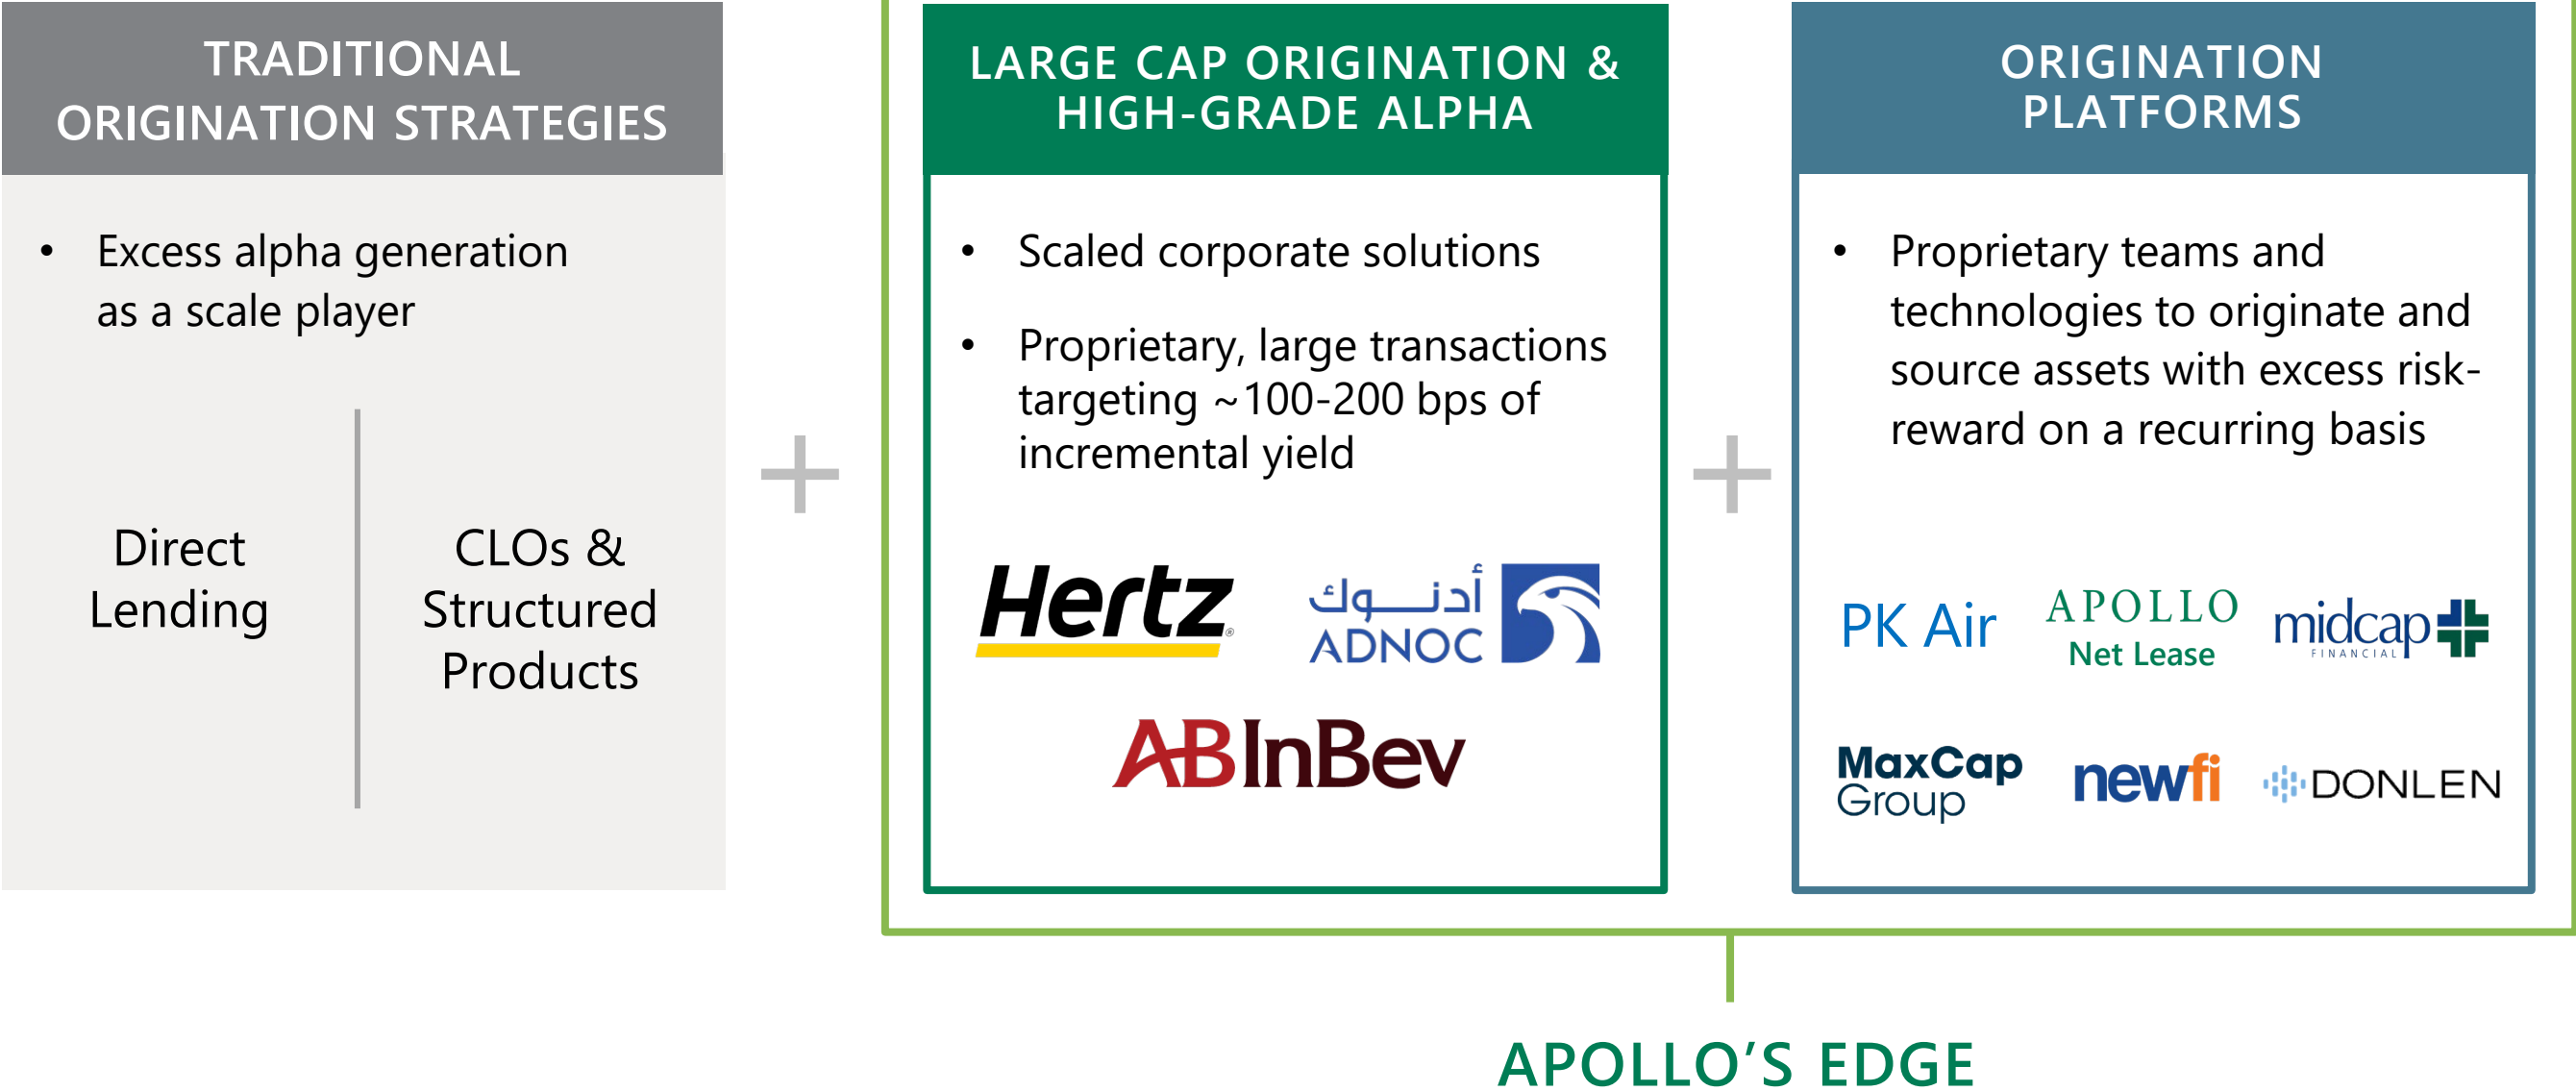 TRADITIONAL
ORIGINATION STRATEGIES
• Excess alpha generation
as a scale player
Direct
Lending
CLOs &
Structured
Products
LARGE CAP ORIGINATION &
HIGH-GRADE ALPHA
• Scaled corporate solutions
• Proprietary, large transactions
targeting ~100-200 bps of
incremental yield
Hertz®
أدنـــوك
ADNOC
ABInBev
ORIGINATION
PLATFORMS
• Proprietary teams and
technologies to originate and
source assets with excess risk-
reward on a recurring basis
PK Air
APOLLO
Net Lease
midcap
FINANCIAL
MaxCap
Group
newfi
DONLEN
APOLLO’S EDGE